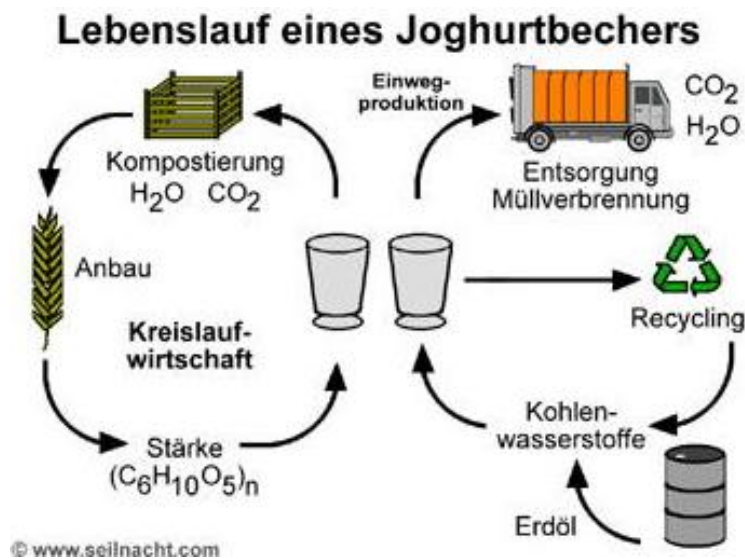 Lebenslauf eines Joghurtbechers
Einweg-
produktion
CO₂
H₂O
Kompostierung
H₂O CO₂
Entsorgung
Müllverbrennung
Anbau
Kreislauf-
wirtschaft
Recycling
Stärke
(C₆H₁₀O₅)n
Kohlen-
wasserstoffe
Erdöl
© www.seilnacht.com